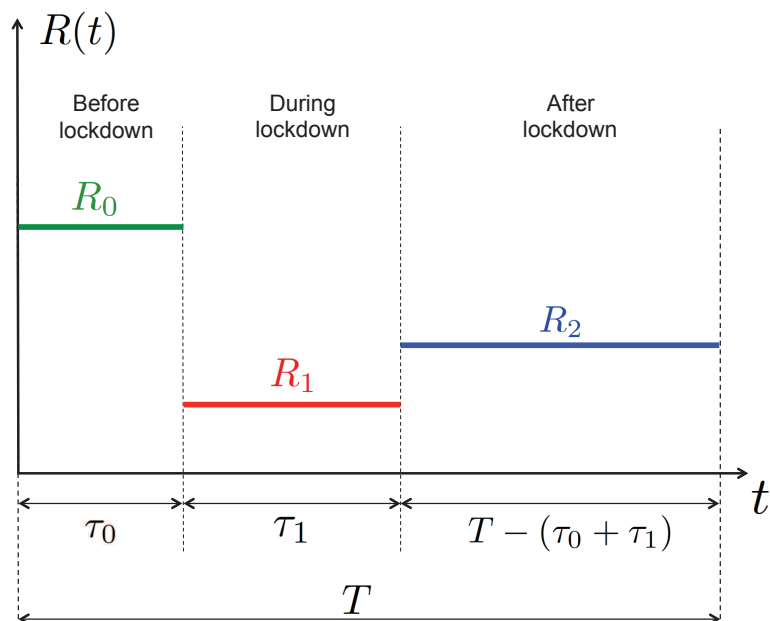 R(t)
Before
lockdown
During
lockdown
After
lockdown
R₀
R₁
R₂
t
τ₀
τ₁
T − (τ₀ + τ₁)
T